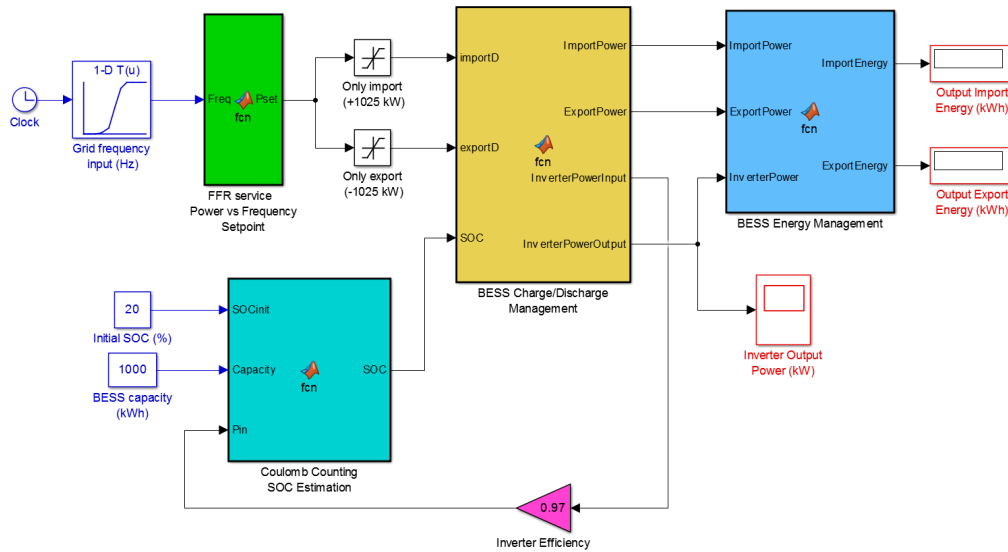 Clock
1-D T(u)
Grid frequency
input (Hz)
Freq
Pset
fcn
FFR service
Power vs Frequency
Setpoint
Only import
(+1025 kW)
Only export
(-1025 kW)
importD
exportD
SOC
fcn
ImportPower
ExportPower
InverterPowerInput
InverterPowerOutput
BESS Charge/Discharge
Management
ImportPower
ExportPower
InverterPower
fcn
ImportEnergy
ExportEnergy
BESS Energy Management
Output Import
Energy (kWh)
Output Export
Energy (kWh)
Inverter Output
Power (kW)
20
Initial SOC (%)
1000
BESS capacity
(kWh)
SOCinit
Capacity
Pin
fcn
SOC
Coulomb Counting
SOC Estimation
0.97
Inverter Efficiency